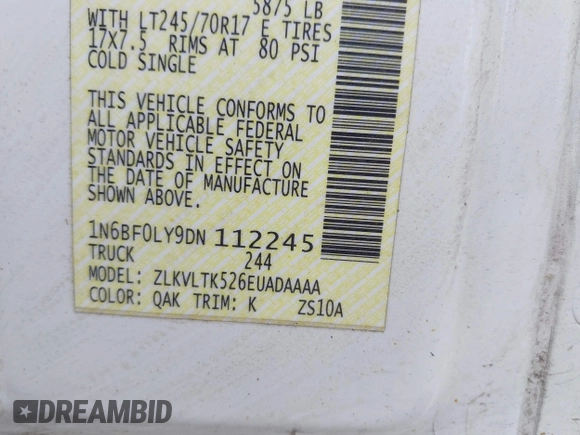 5875 LB
WITH LT245/70R17 E TIRES
17X7.5 RIMS AT 80 PSI
COLD SINGLE
THIS VEHICLE CONFORMS TO
ALL APPLICABLE FEDERAL
MOTOR VEHICLE SAFETY
STANDARDS IN EFFECT ON
THE DATE OF MANUFACTURE
SHOWN ABOVE.
1N6BF0LY9DN 112245
TRUCK 244
MODEL: ZLKVLTK526EUADAAAA
COLOR: QAK TRIM: K ZS10A
DREAMBID